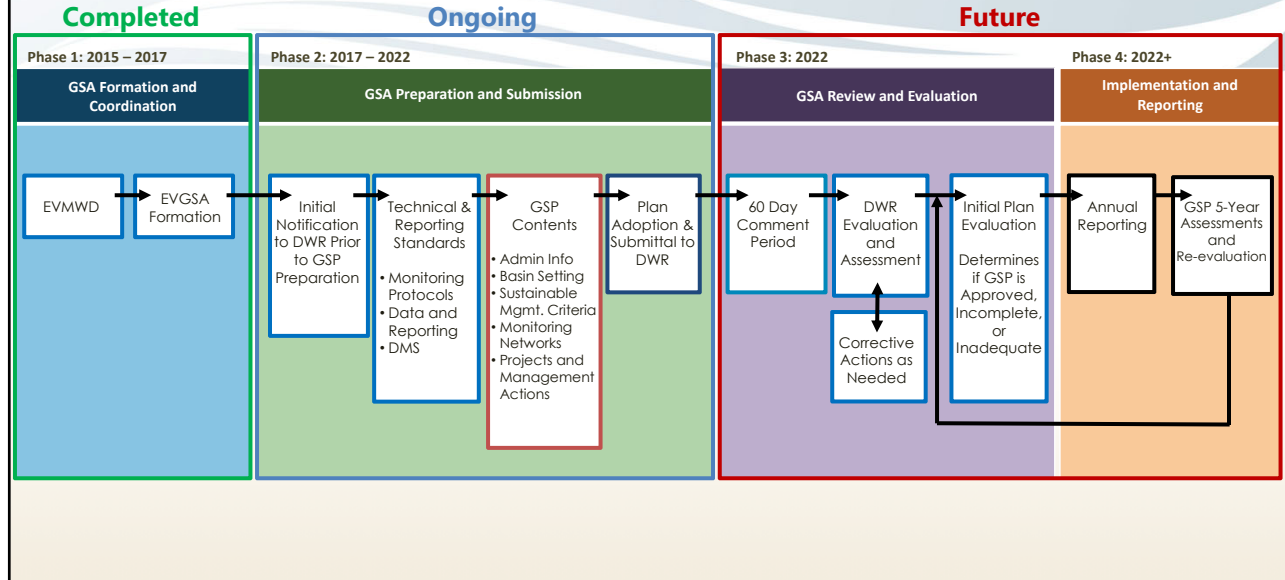 Completed
Ongoing
Future
Phase 1: 2015 – 2017
Phase 2: 2017 – 2022
Phase 3: 2022
Phase 4: 2022+
GSA Formation and
Coordination
GSA Preparation and Submission
GSA Review and Evaluation
Implementation and
Reporting
EVMWD
EVGSA
Formation
Initial
Notification
to DWR Prior
to GSP
Preparation
Technical &
Reporting
Standards
• Monitoring
Protocols
• Data and
Reporting
• DMS
GSP
Contents
• Admin Info
• Basin Setting
• Sustainable
Mgmt. Criteria
• Monitoring
Networks
• Projects and
Management
Actions
Plan
Adoption &
Submittal to
DWR
60 Day
Comment
Period
DWR
Evaluation
and
Assessment
Corrective
Actions as
Needed
Initial Plan
Evaluation
Determines
if GSP is
Approved,
Incomplete,
or
Inadequate
Annual
Reporting
GSP 5-Year
Assessments
and
Re-evaluation